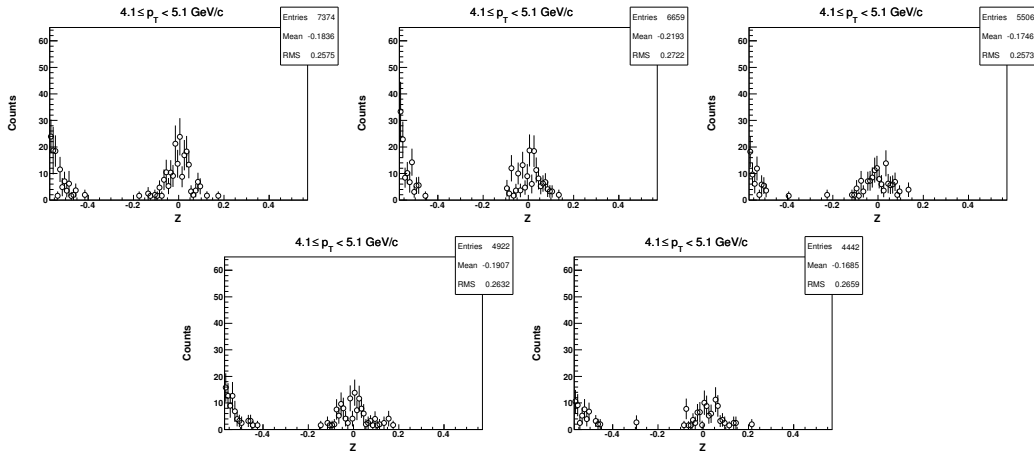 4.1≤ p_T < 5.1 GeV/c
Entries 7374
Mean -0.1836
RMS 0.2575
Counts
60
50
40
30
20
10
0
-0.4 -0.2 0 0.2 0.4
Z
4.1≤ p_T < 5.1 GeV/c
Entries 6659
Mean -0.2193
RMS 0.2722
Counts
60
50
40
30
20
10
0
-0.4 -0.2 0 0.2 0.4
Z
4.1≤ p_T < 5.1 GeV/c
Entries 5506
Mean -0.1746
RMS 0.2573
Counts
60
50
40
30
20
10
0
-0.4 -0.2 0 0.2 0.4
Z
4.1≤ p_T < 5.1 GeV/c
Entries 4922
Mean -0.1907
RMS 0.2632
Counts
60
50
40
30
20
10
0
-0.4 -0.2 0 0.2 0.4
Z
4.1≤ p_T < 5.1 GeV/c
Entries 4442
Mean -0.1685
RMS 0.2659
Counts
60
50
40
30
20
10
0
-0.4 -0.2 0 0.2 0.4
Z